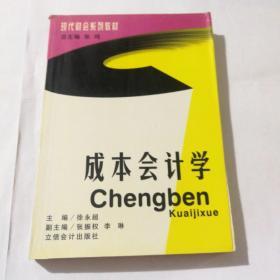 现代财会系列教材
总主编 张 鸣
成本会计学
Chengben
Kuaijixue
主 编/徐永超
副主编/张振权 李 琳
立信会计出版社